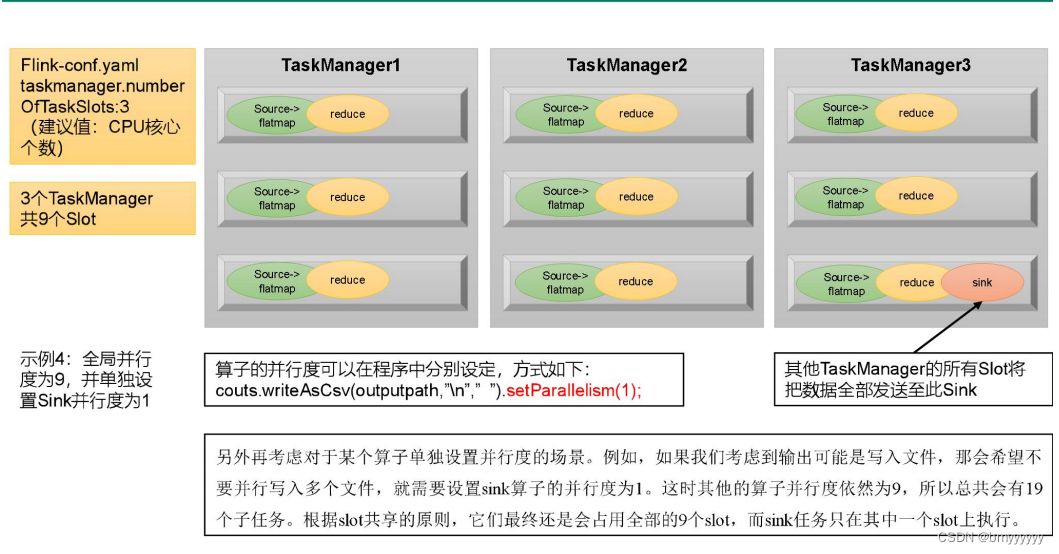 Flink-conf.yaml
taskmanager.number
OfTaskSlots:3
（建议值：CPU核心
个数）
3个TaskManager
共9个Slot
TaskManager1
Source->
flatmap
reduce
Source->
flatmap
reduce
Source->
flatmap
reduce
TaskManager2
Source->
flatmap
reduce
Source->
flatmap
reduce
Source->
flatmap
reduce
TaskManager3
Source->
flatmap
reduce
Source->
flatmap
reduce
Source->
flatmap
reduce
sink
示例4：全局并行
度为9，并单独设
置Sink并行度为1
算子的并行度可以在程序中分别设定，方式如下：
couts.writeAsCsv(outputpath,”\n”,” ”).setParallelism(1);
其他TaskManager的所有Slot将
把数据全部发送至此Sink
另外再考虑对于某个算子单独设置并行度的场景。例如，如果我们考虑到输出可能是写入文件，那会希望不
要并行写入多个文件，就需要设置sink算子的并行度为1。这时其他的算子并行度依然为9，所以总共会有19
个子任务。根据slot共享的原则，它们最终还是会占用全部的9个slot，而sink任务只在其中一个slot上执行。
CSDN @bmyyyyyy